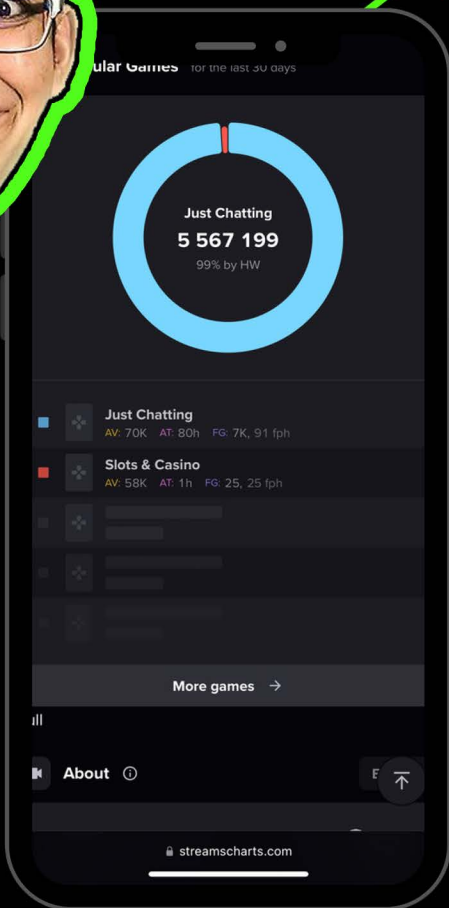 ular Games for the last 30 days
Just Chatting
5 567 199
99% by HW
Just Chatting
AV: 70K AT: 80h FG: 7K, 91 fph
Slots & Casino
AV: 58K AT: 1h FG: 25, 25 fph
More games →
ull
About
streamscharts.com